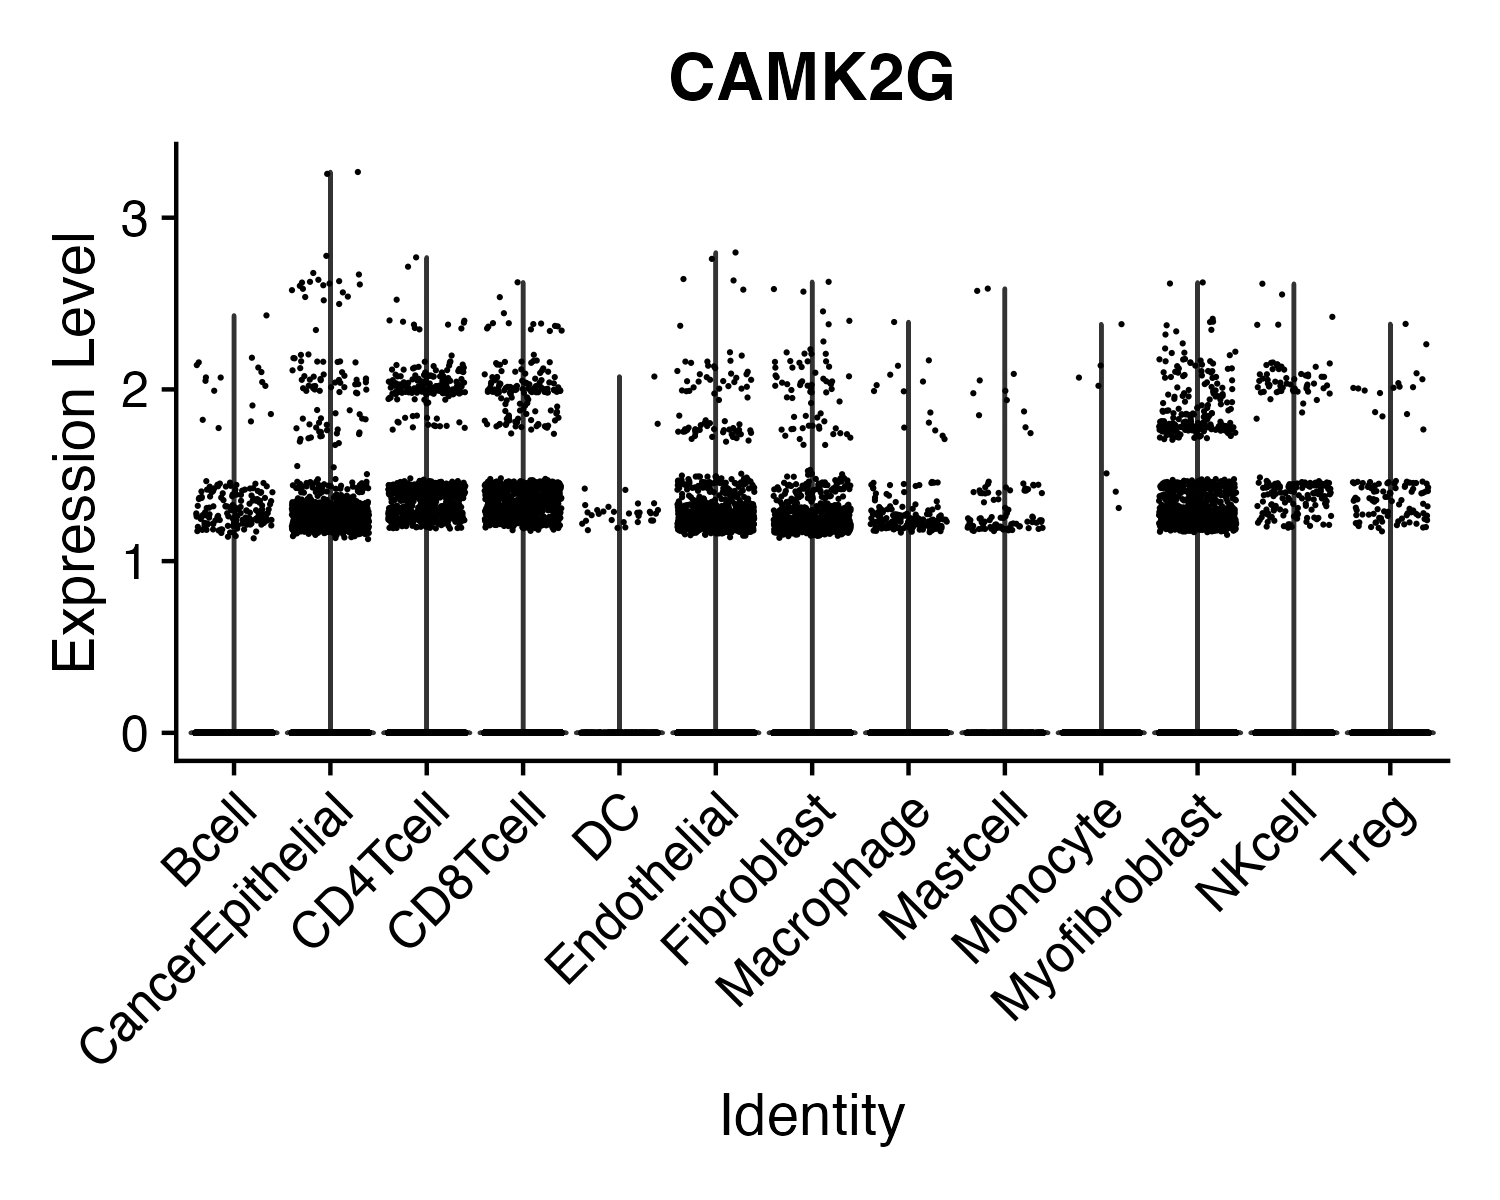 CAMK2G
Expression Level
3
2
1
0
Bcell
CancerEpithelial
CD4Tcell
CD8Tcell
DC
Endothelial
Fibroblast
Macrophage
Mastcell
Monocyte
Myofibroblast
NKcell
Treg
Identity